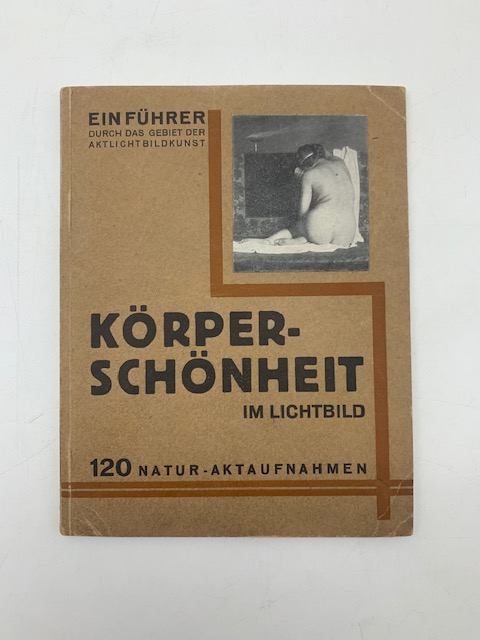 EIN FÜHRER
DURCH DAS GEBIET DER
AKTLICHTBILDKUNST
KÖRPER-
SCHÖNHEIT
IM LICHTBILD
120 NATUR-AKTAUFNAHMEN